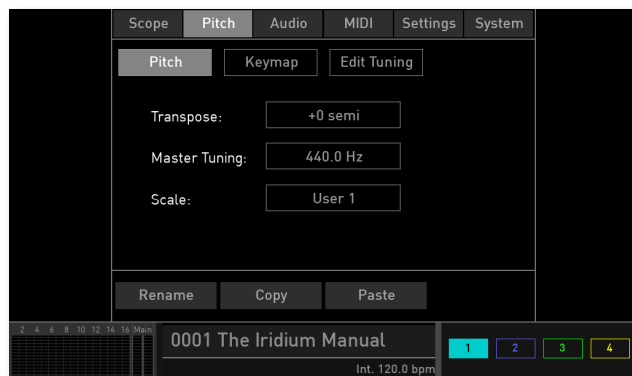 Scope Pitch Audio MIDI Settings System
Pitch Keymap Edit Tuning
Transpose: +0 semi
Master Tuning: 440.0 Hz
Scale: User 1
Rename Copy Paste
2 4 6 8 10 12 14 16 Main
0001 The Iridium Manual
1 2 3 4
Int. 120.0 bpm